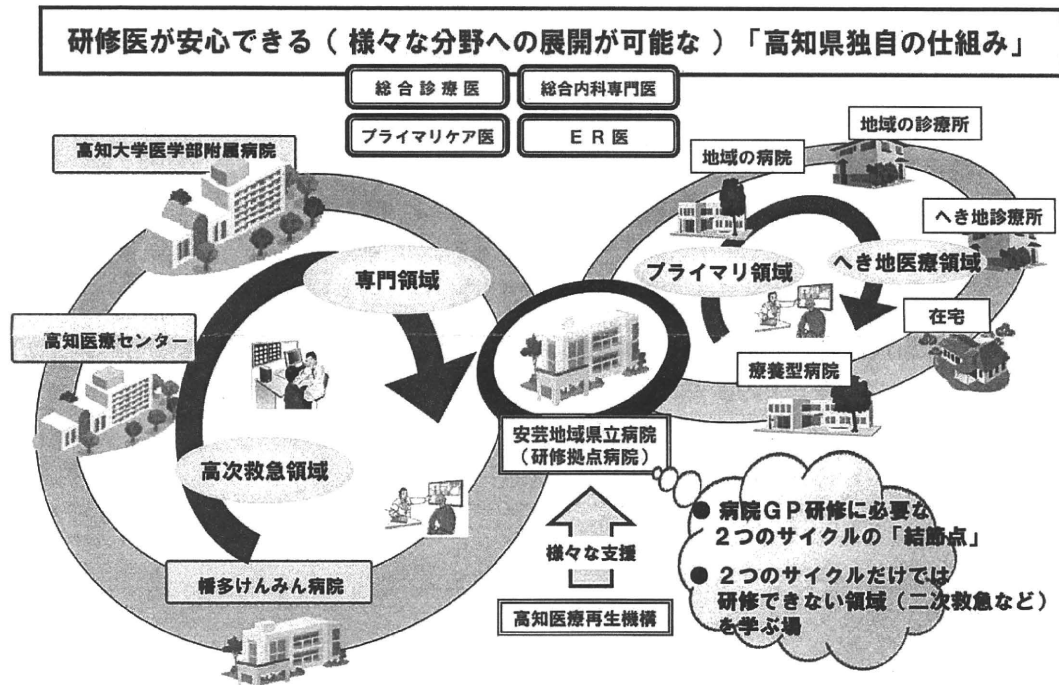 研修医が安心できる（様々な分野への展開が可能な）「高知県独自の仕組み」
総合診療医
総合内科専門医
プライマリケア医
ER医
高知大学医学部附属病院
地域の病院
地域の診療所
へき地診療所
専門領域
プライマリ領域
へき地医療領域
高知医療センター
在宅
療養型病院
安芸地域県立病院
（研修拠点病院）
高次救急領域
● 病院GP研修に必要な
２つのサイクルの「結節点」
● ２つのサイクルだけでは
研修できない領域（二次救急など）
を学ぶ場
様々な支援
幡多けんみん病院
高知医療再生機構